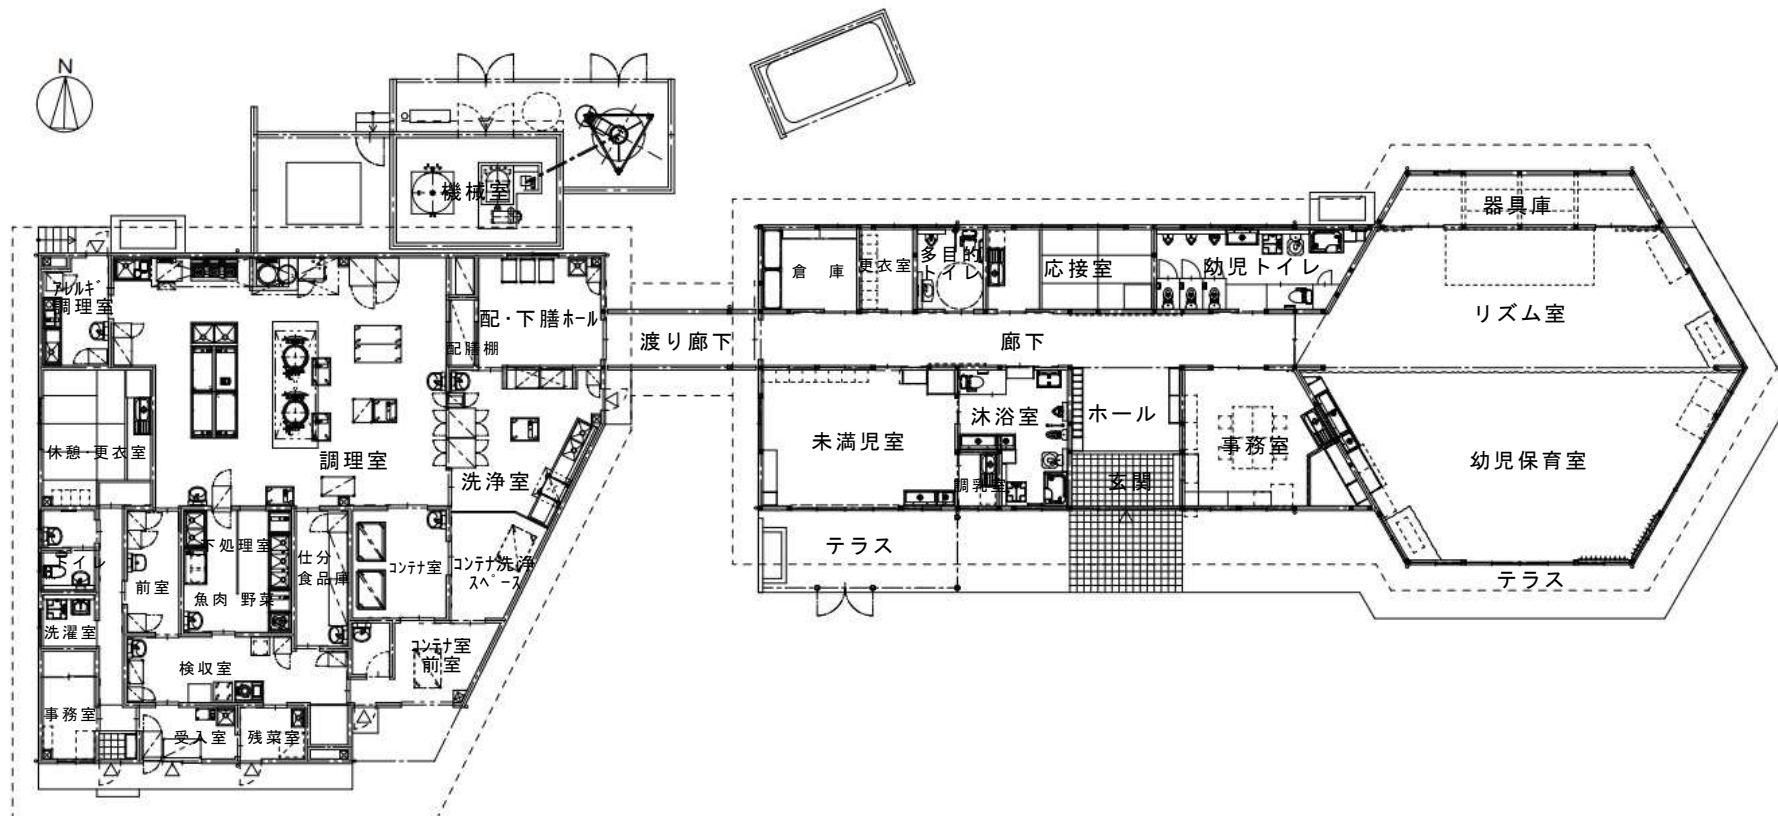 N
機械室
器具庫
アレルギー
調理室
倉 庫
更衣室
多目的
トイレ
応接室
幼児トイレ
リズム室
配・下膳ホール
配膳棚
渡り廊下
廊下
休憩・更衣室
調理室
洗浄室
未満児室
沐浴室
ホール
事務室
幼児保育室
調乳室
玄関
トイレ
前室
下処理室
魚肉 野菜
仕分
食品庫
コンテナ室
コンテナ洗浄
スペース
テラス
テラス
洗濯室
検収室
コンテナ室
前室
事務室
受入室
残菜室